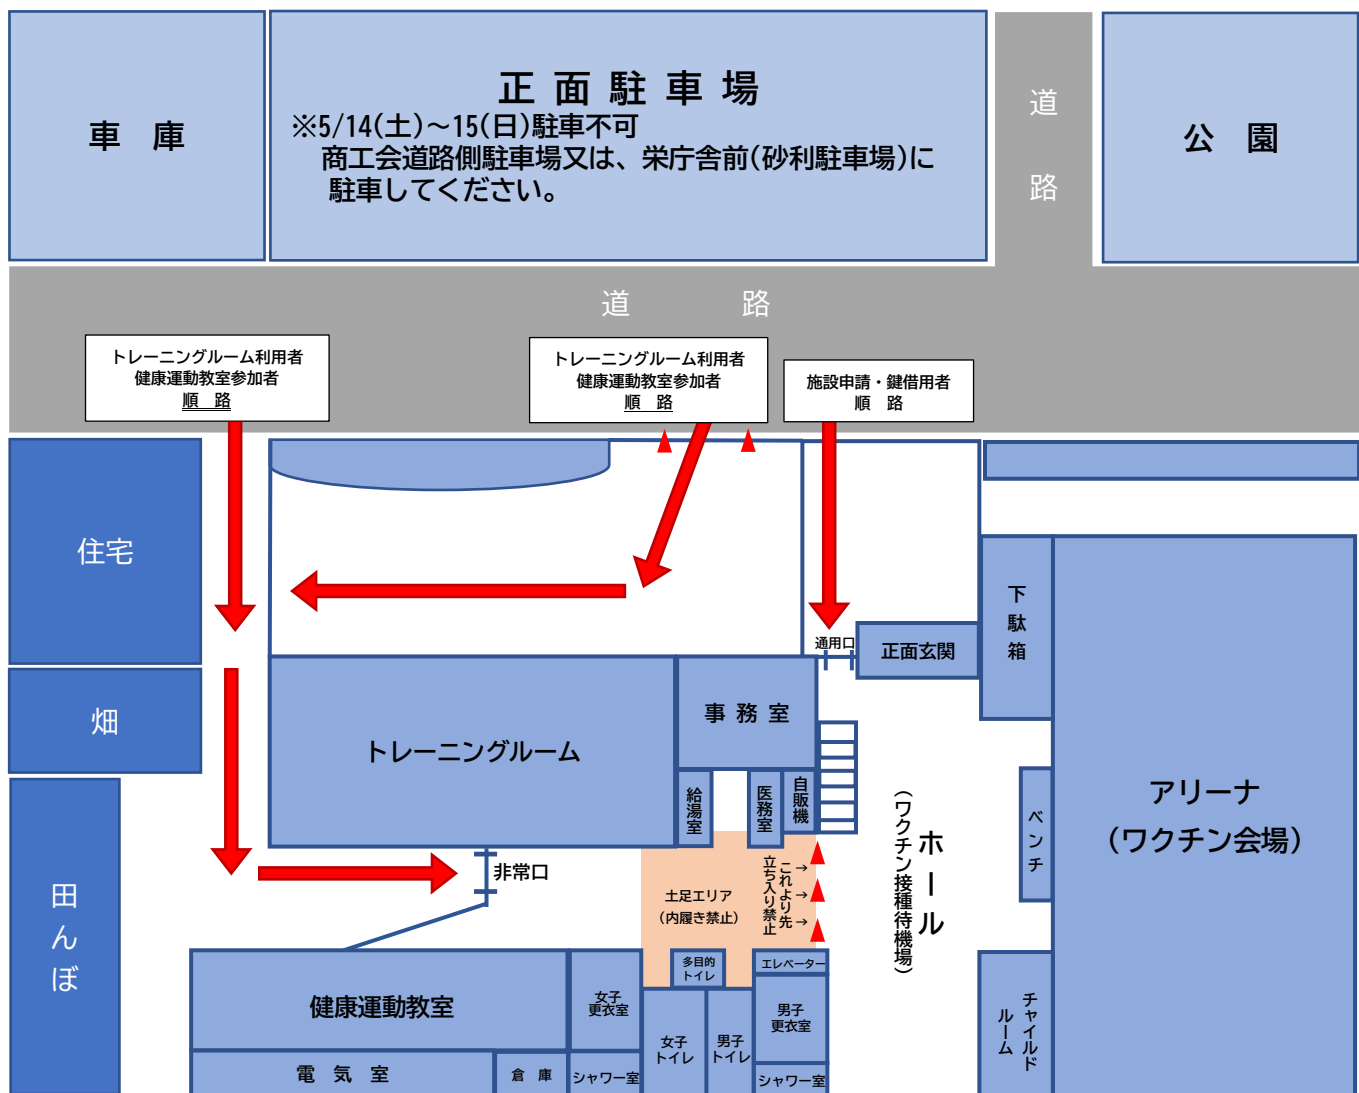 車　庫
正 面 駐 車 場
※5/14(土)～15(日)駐車不可
商工会道路側駐車場又は、栄庁舎前(砂利駐車場)に
駐車してください。
道
路
公　園
道　　　路
トレーニングルーム利用者
健康運動教室参加者
順　路
トレーニングルーム利用者
健康運動教室参加者
順　路
施設申請・鍵借用者
順　路
住宅
畑
田んぼ
通用口
正面玄関
下駄箱
事 務 室
トレーニングルーム
給湯室
医務室
自販機
ホール
（ワクチン接種待機場）
ベンチ
アリーナ
（ワクチン会場）
非常口
土足エリア
（内履き禁止）
これより先
立ち入り禁止
→
→
→
多目的
トイレ
エレベーター
健康運動教室
女子
更衣室
女子
トイレ
男子
トイレ
男子
更衣室
チャイルド
ルーム
電　気　室
倉　庫
シャワー室
シャワー室